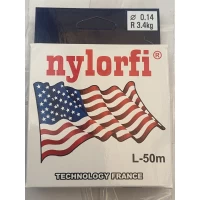 Ø 0.14
R 3.4kg
nylorfi®
L-50m
TECHNOLOGY FRANCE